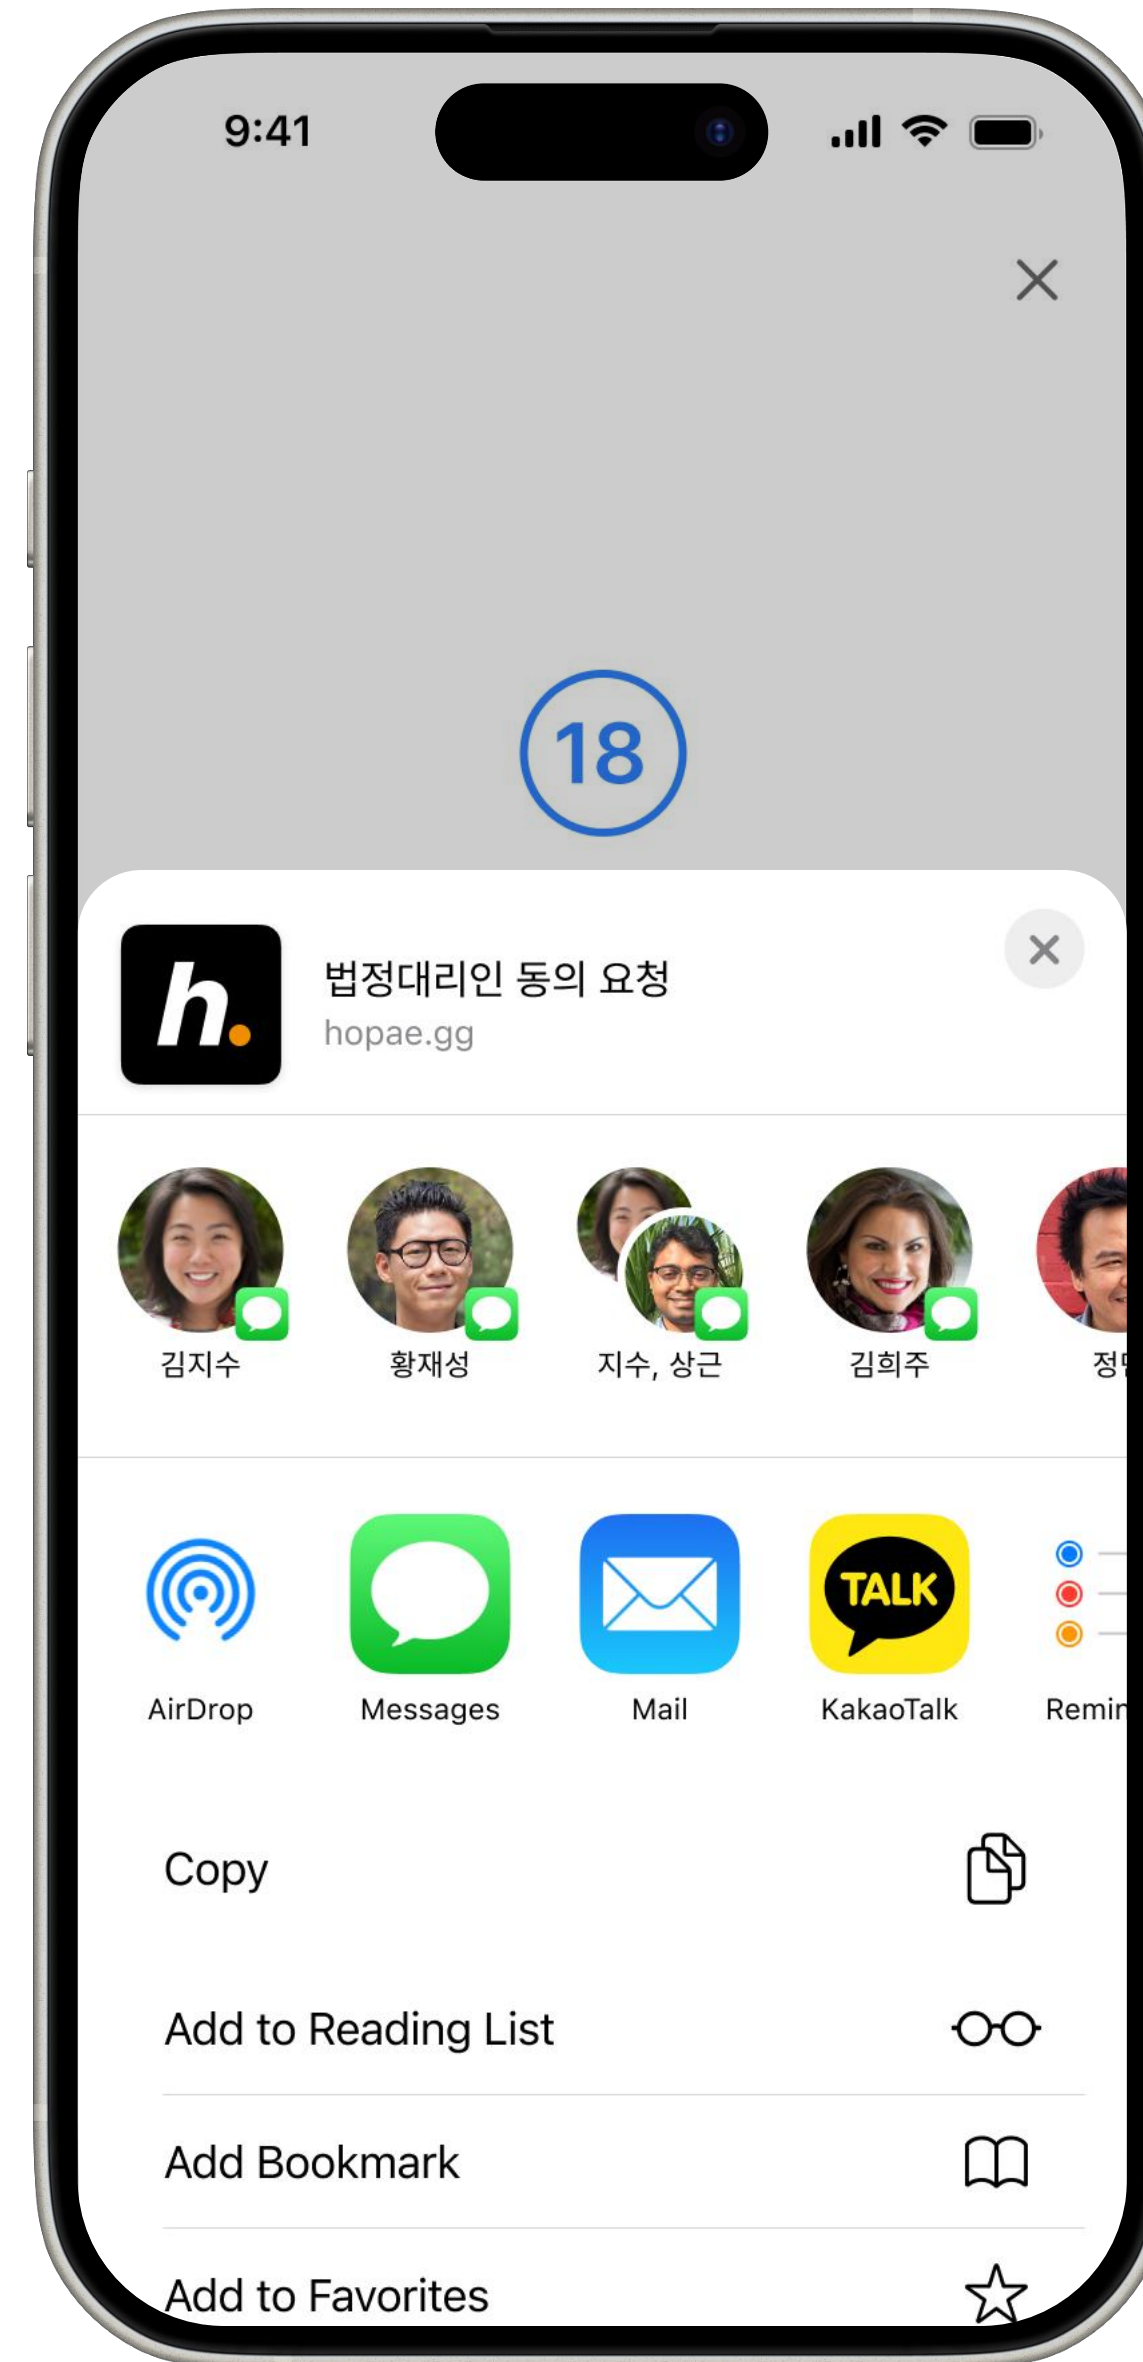 9:41
18
h.
법정대리인 동의 요청
hopae.gg
김지수
황재성
지수, 상근
김희주
AirDrop
Messages
Mail
TALK
KakaoTalk
Copy
Add to Reading List
Add Bookmark
Add to Favorites